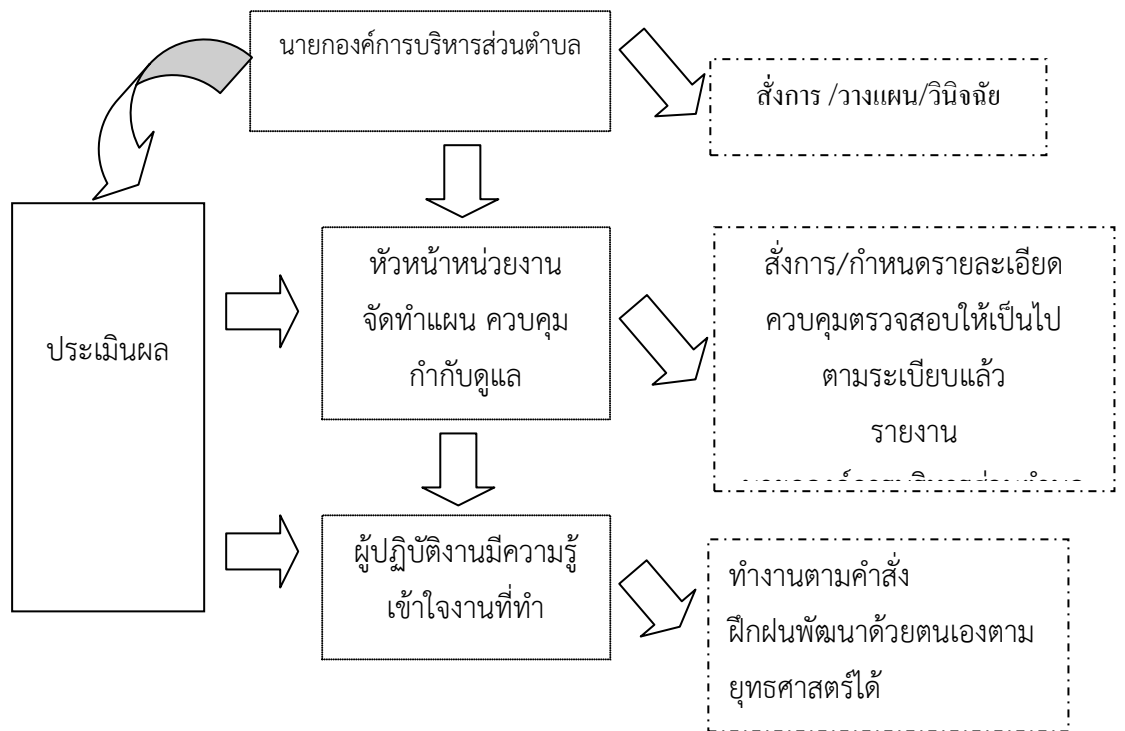 นายกองค์การบริหารส่วนตำบล
สั่งการ /วางแผน/วินิจฉัย
หัวหน้าหน่วยงาน
จัดทำแผน ควบคุม
กำกับดูแล
สั่งการ/กำหนดรายละเอียด
ควบคุมตรวจสอบให้เป็นไป
ตามระเบียบแล้ว
รายงาน
ประเมินผล
ผู้ปฏิบัติงานมีความรู้
เข้าใจงานที่ทำ
ทำงานตามคำสั่ง
ฝึกฝนพัฒนาด้วยตนเองตาม
ยุทธศาสตร์ได้